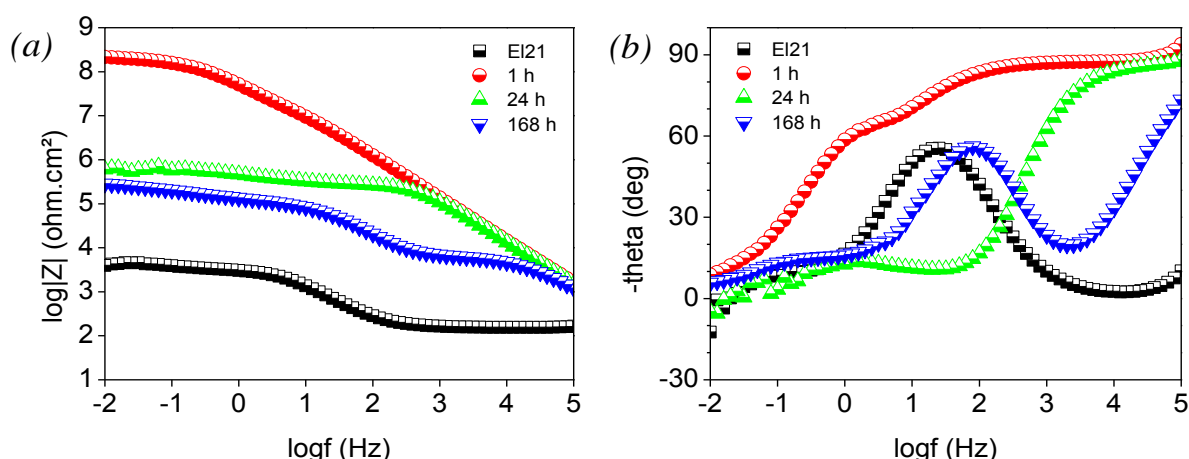 (a)
log|Z| (ohm.cm²)
9
8
7
6
5
4
3
2
1
-2 -1 0 1 2 3 4 5
logf (Hz)
El21
1 h
24 h
168 h
(b)
-theta (deg)
90
60
30
0
-30
-2 -1 0 1 2 3 4 5
logf (Hz)
El21
1 h
24 h
168 h